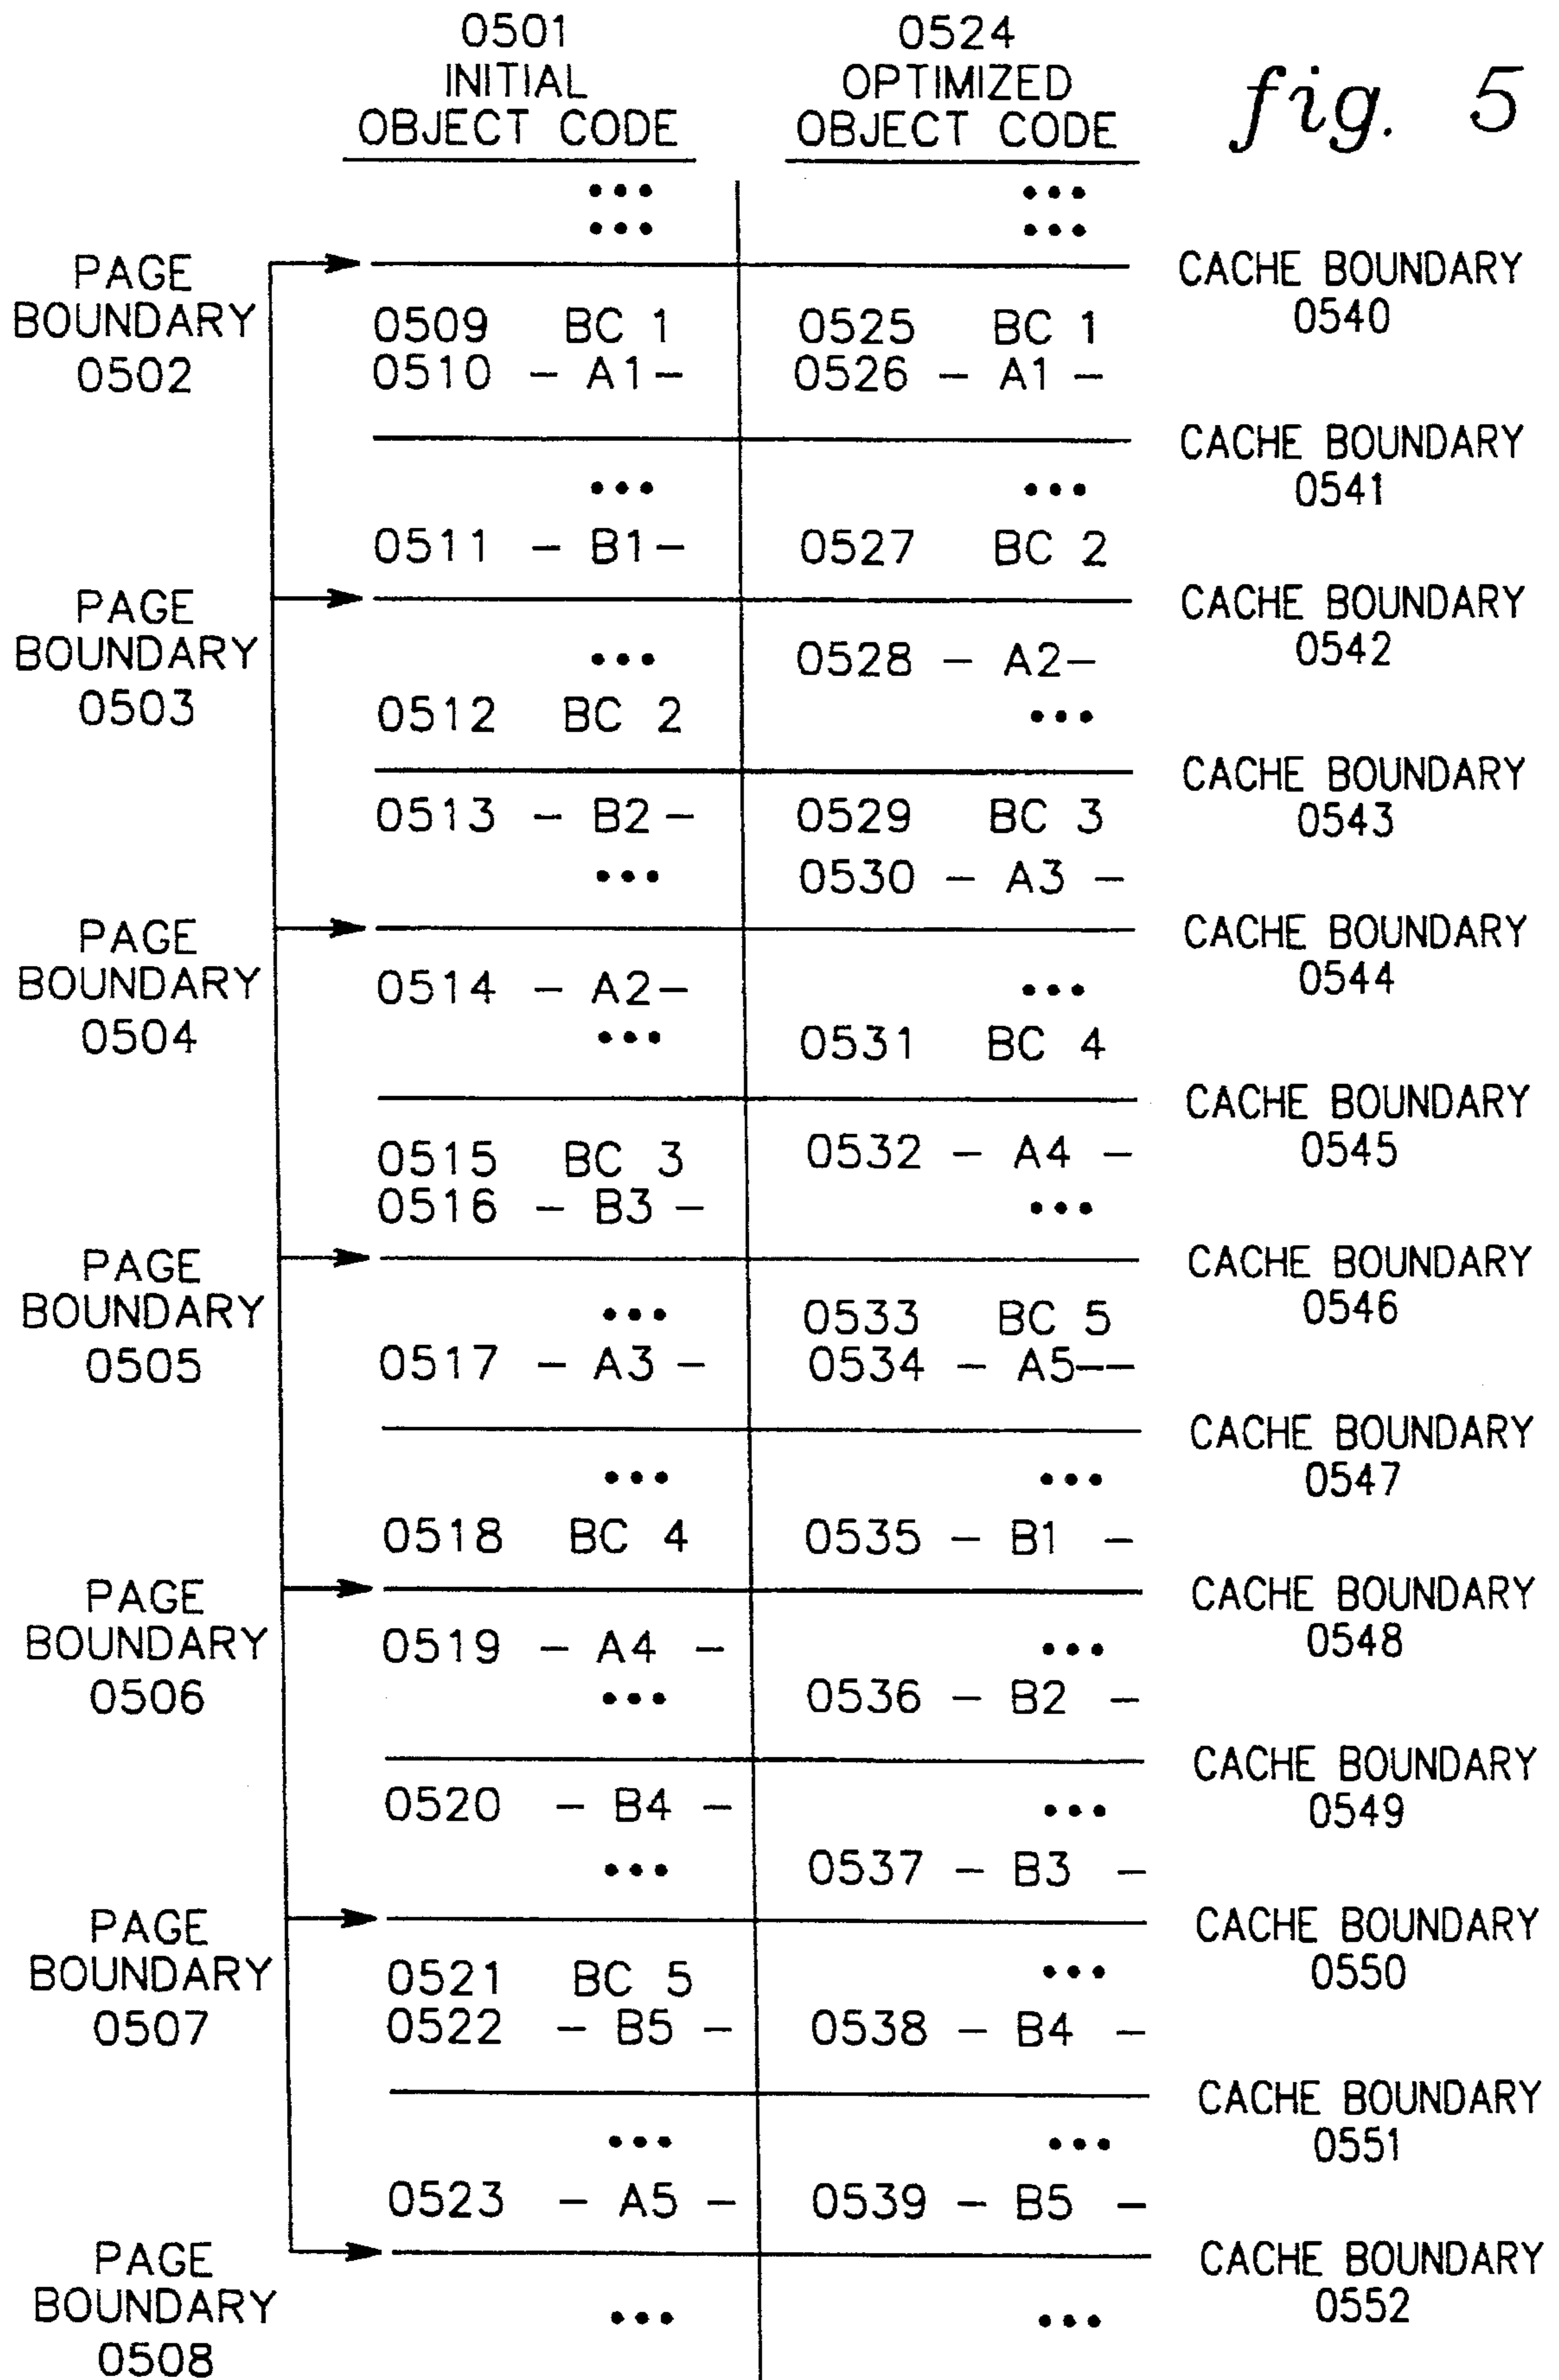 0501 0524
INITIAL OPTIMIZED fig. 5
OBJECT CODE OBJECT CODE
••• •••
••• •••
PAGE BOUNDARY 0502
CACHE BOUNDARY 0540
0509 BC 1 0525 BC 1
0510 – A1 – 0526 – A1 –
CACHE BOUNDARY 0541
••• •••
0511 – B1 – 0527 BC 2
PAGE BOUNDARY 0503
CACHE BOUNDARY 0542
••• 0528 – A2 –
0512 BC 2 •••
CACHE BOUNDARY 0543
0513 – B2 – 0529 BC 3
••• 0530 – A3 –
PAGE BOUNDARY 0504
CACHE BOUNDARY 0544
0514 – A2 – •••
••• 0531 BC 4
CACHE BOUNDARY 0545
0515 BC 3 0532 – A4 –
0516 – B3 – •••
PAGE BOUNDARY 0505
CACHE BOUNDARY 0546
••• 0533 BC 5
0517 – A3 – 0534 – A5 ––
CACHE BOUNDARY 0547
••• •••
0518 BC 4 0535 – B1 –
PAGE BOUNDARY 0506
CACHE BOUNDARY 0548
0519 – A4 – •••
••• 0536 – B2 –
CACHE BOUNDARY 0549
0520 – B4 – •••
••• 0537 – B3 –
PAGE BOUNDARY 0507
CACHE BOUNDARY 0550
0521 BC 5 •••
0522 – B5 – 0538 – B4 –
CACHE BOUNDARY 0551
••• •••
0523 – A5 – 0539 – B5 –
PAGE BOUNDARY 0508
CACHE BOUNDARY 0552
••• •••